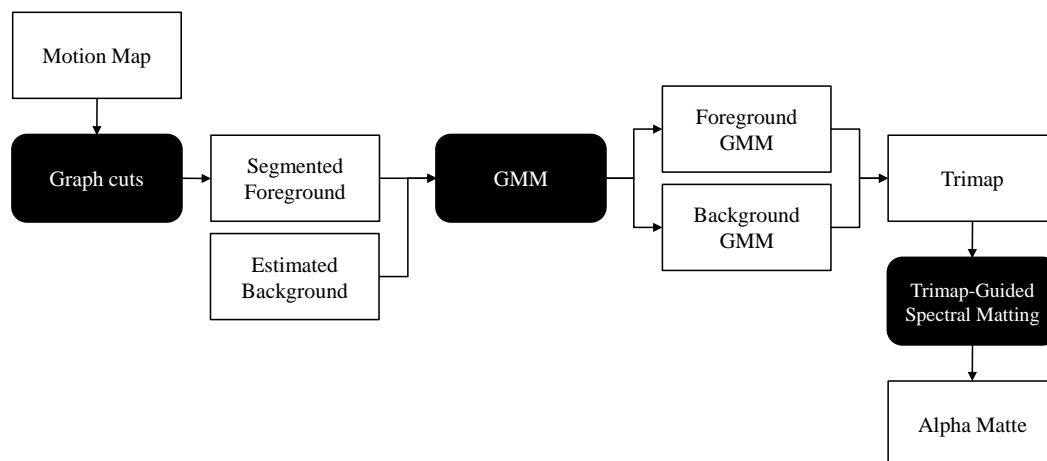 Motion Map
Graph cuts
Segmented
Foreground
Estimated
Background
GMM
Foreground
GMM
Background
GMM
Trimap
Trimap-Guided
Spectral Matting
Alpha Matte